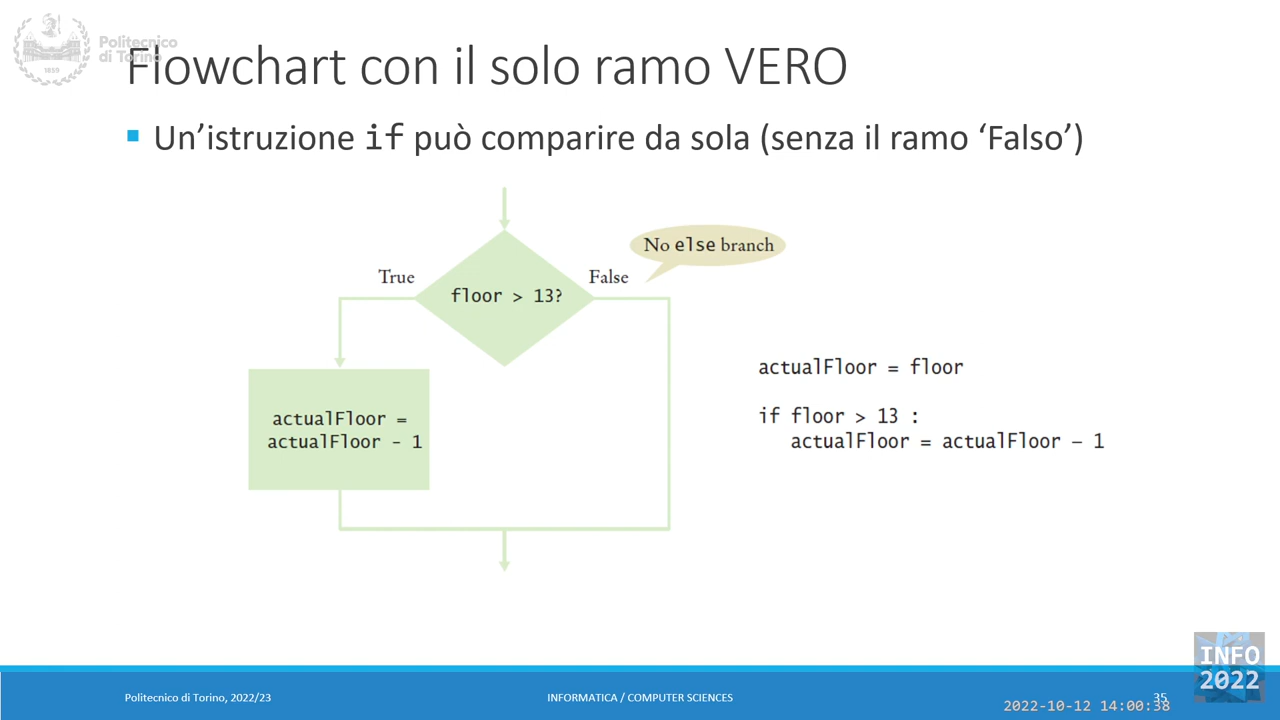 Politecnico
di Torino
1859
Flowchart con il solo ramo VERO
Un’istruzione if può comparire da sola (senza il ramo ‘Falso’)
No else branch
True
False
floor > 13?
actualFloor =
actualFloor - 1
actualFloor = floor
if floor > 13 :
actualFloor = actualFloor – 1
INFO
2022
Politecnico di Torino, 2022/23
INFORMATICA / COMPUTER SCIENCES
35
2022-10-12 14:00:38